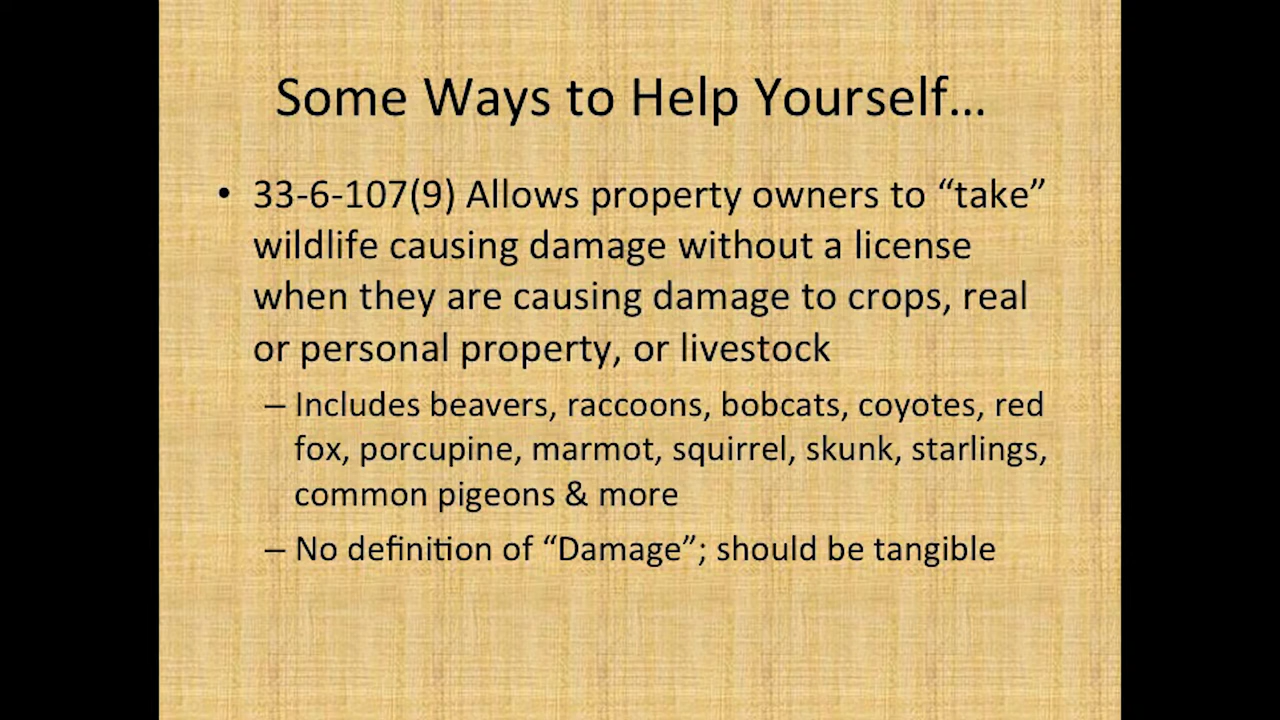 Some Ways to Help Yourself…
• 33-6-107(9) Allows property owners to “take”
wildlife causing damage without a license
when they are causing damage to crops, real
or personal property, or livestock
– Includes beavers, raccoons, bobcats, coyotes, red
fox, porcupine, marmot, squirrel, skunk, starlings,
common pigeons & more
– No definition of “Damage”; should be tangible